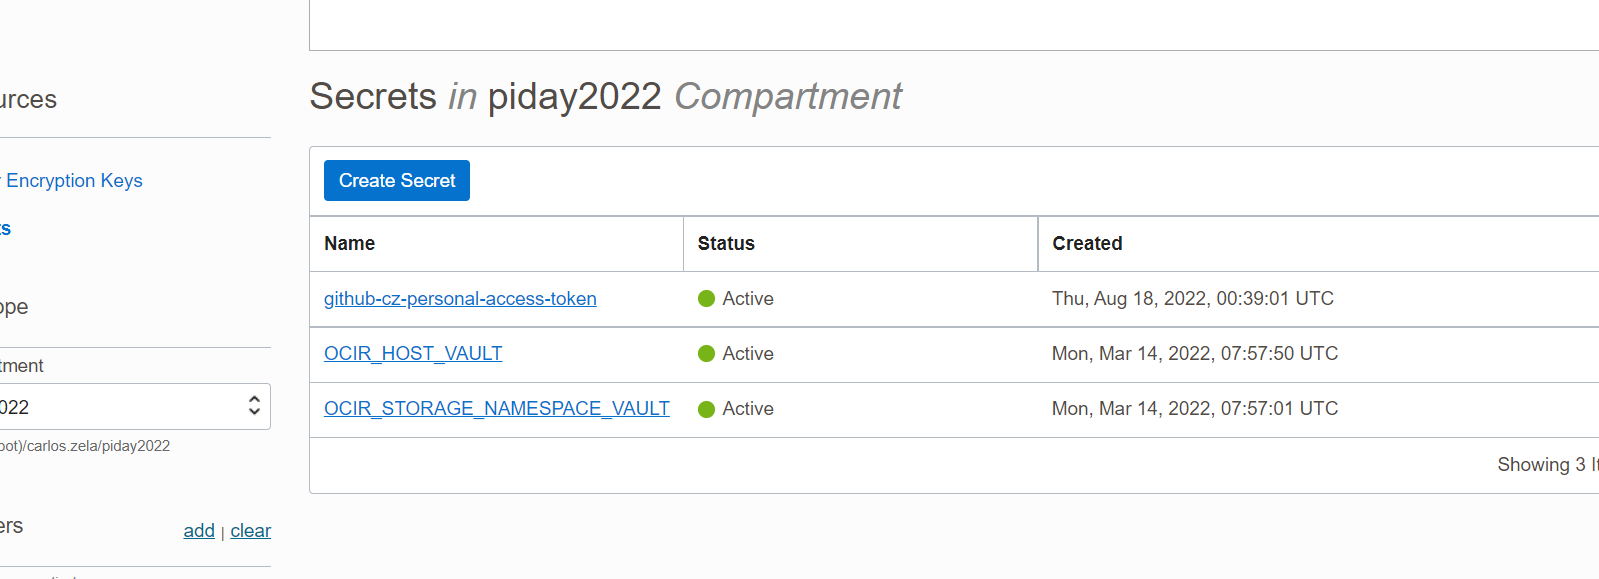 urces
Encryption Keys
ts
ope
tment
022
oot)/carlos.zela/piday2022
ers
add | clear
Secrets in piday2022 Compartment
Create Secret
Name Status Created
github-cz-personal-access-token Active Thu, Aug 18, 2022, 00:39:01 UTC
OCIR_HOST_VAULT Active Mon, Mar 14, 2022, 07:57:50 UTC
OCIR_STORAGE_NAMESPACE_VAULT Active Mon, Mar 14, 2022, 07:57:01 UTC
Showing 3 It